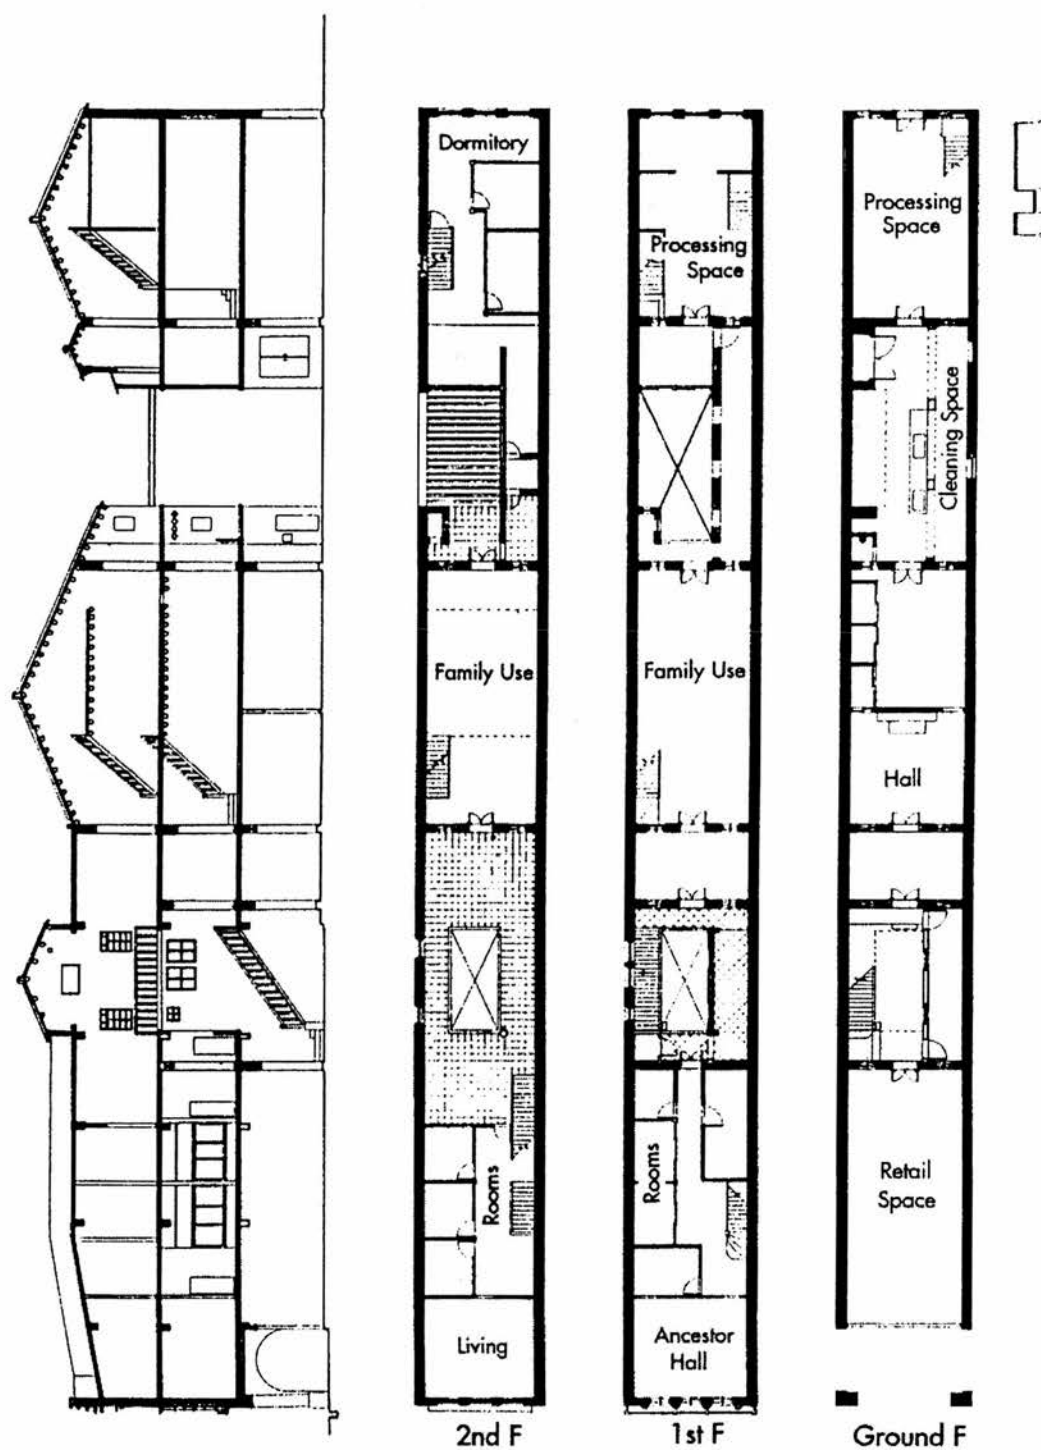 Dormitory
Family Use
Rooms
Living
2nd F
Processing
Space
Family Use
Rooms
Ancestor
Hall
1st F
Processing
Space
Cleaning Space
Hall
Retail
Space
Ground F